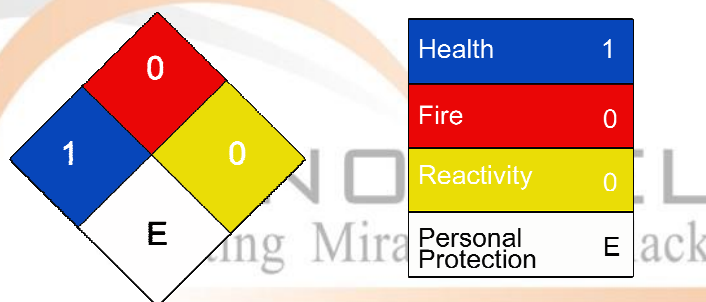 0
1
0
E
Health 1
Fire 0
Reactivity 0
Personal
Protection E